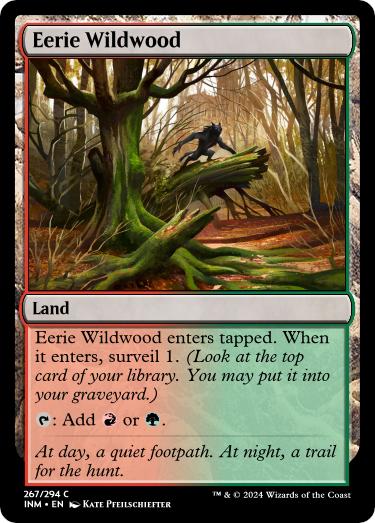 Eerie Wildwood
Land
Eerie Wildwood enters tapped. When
it enters, surveil 1. (Look at the top
card of your library. You may put it into
your graveyard.)
: Add or .
At day, a quiet footpath. At night, a trail
for the hunt.
267/294 C
INM • EN Kate Pfeilschiefter
™ & © 2024 Wizards of the Coast